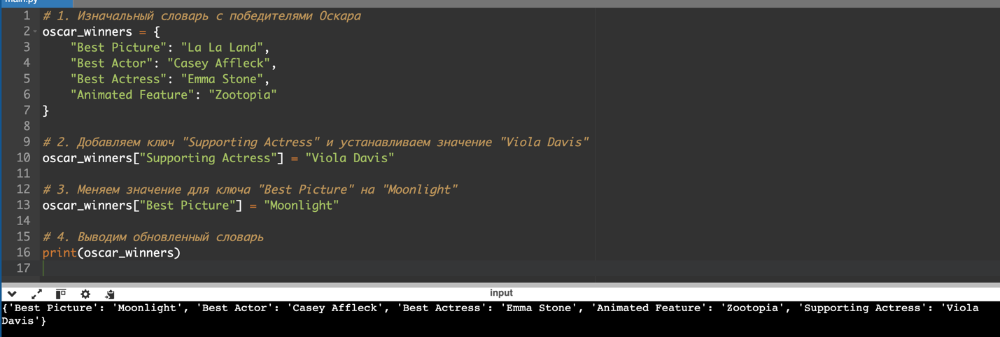 main.py
1 # 1. Изначальный словарь с победителями Оскара
2 oscar_winners = {
3     "Best Picture": "La La Land",
4     "Best Actor": "Casey Affleck",
5     "Best Actress": "Emma Stone",
6     "Animated Feature": "Zootopia"
7 }
8
9 # 2. Добавляем ключ "Supporting Actress" и устанавливаем значение "Viola Davis"
10 oscar_winners["Supporting Actress"] = "Viola Davis"
11
12 # 3. Меняем значение для ключа "Best Picture" на "Moonlight"
13 oscar_winners["Best Picture"] = "Moonlight"
14
15 # 4. Выводим обновленный словарь
16 print(oscar_winners)
17
input
{'Best Picture': 'Moonlight', 'Best Actor': 'Casey Affleck', 'Best Actress': 'Emma Stone', 'Animated Feature': 'Zootopia', 'Supporting Actress': 'Viola
Davis'}